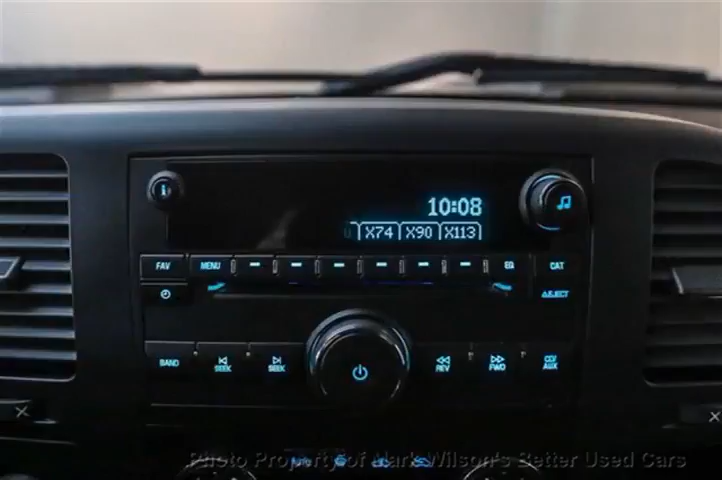 10:08
X74 X90 X113
FAV MENU EQ CAT
EJECT
BAND SEEK SEEK REV FWD CD/AUX
Photo Property of Mark Wilson's Better Used Cars